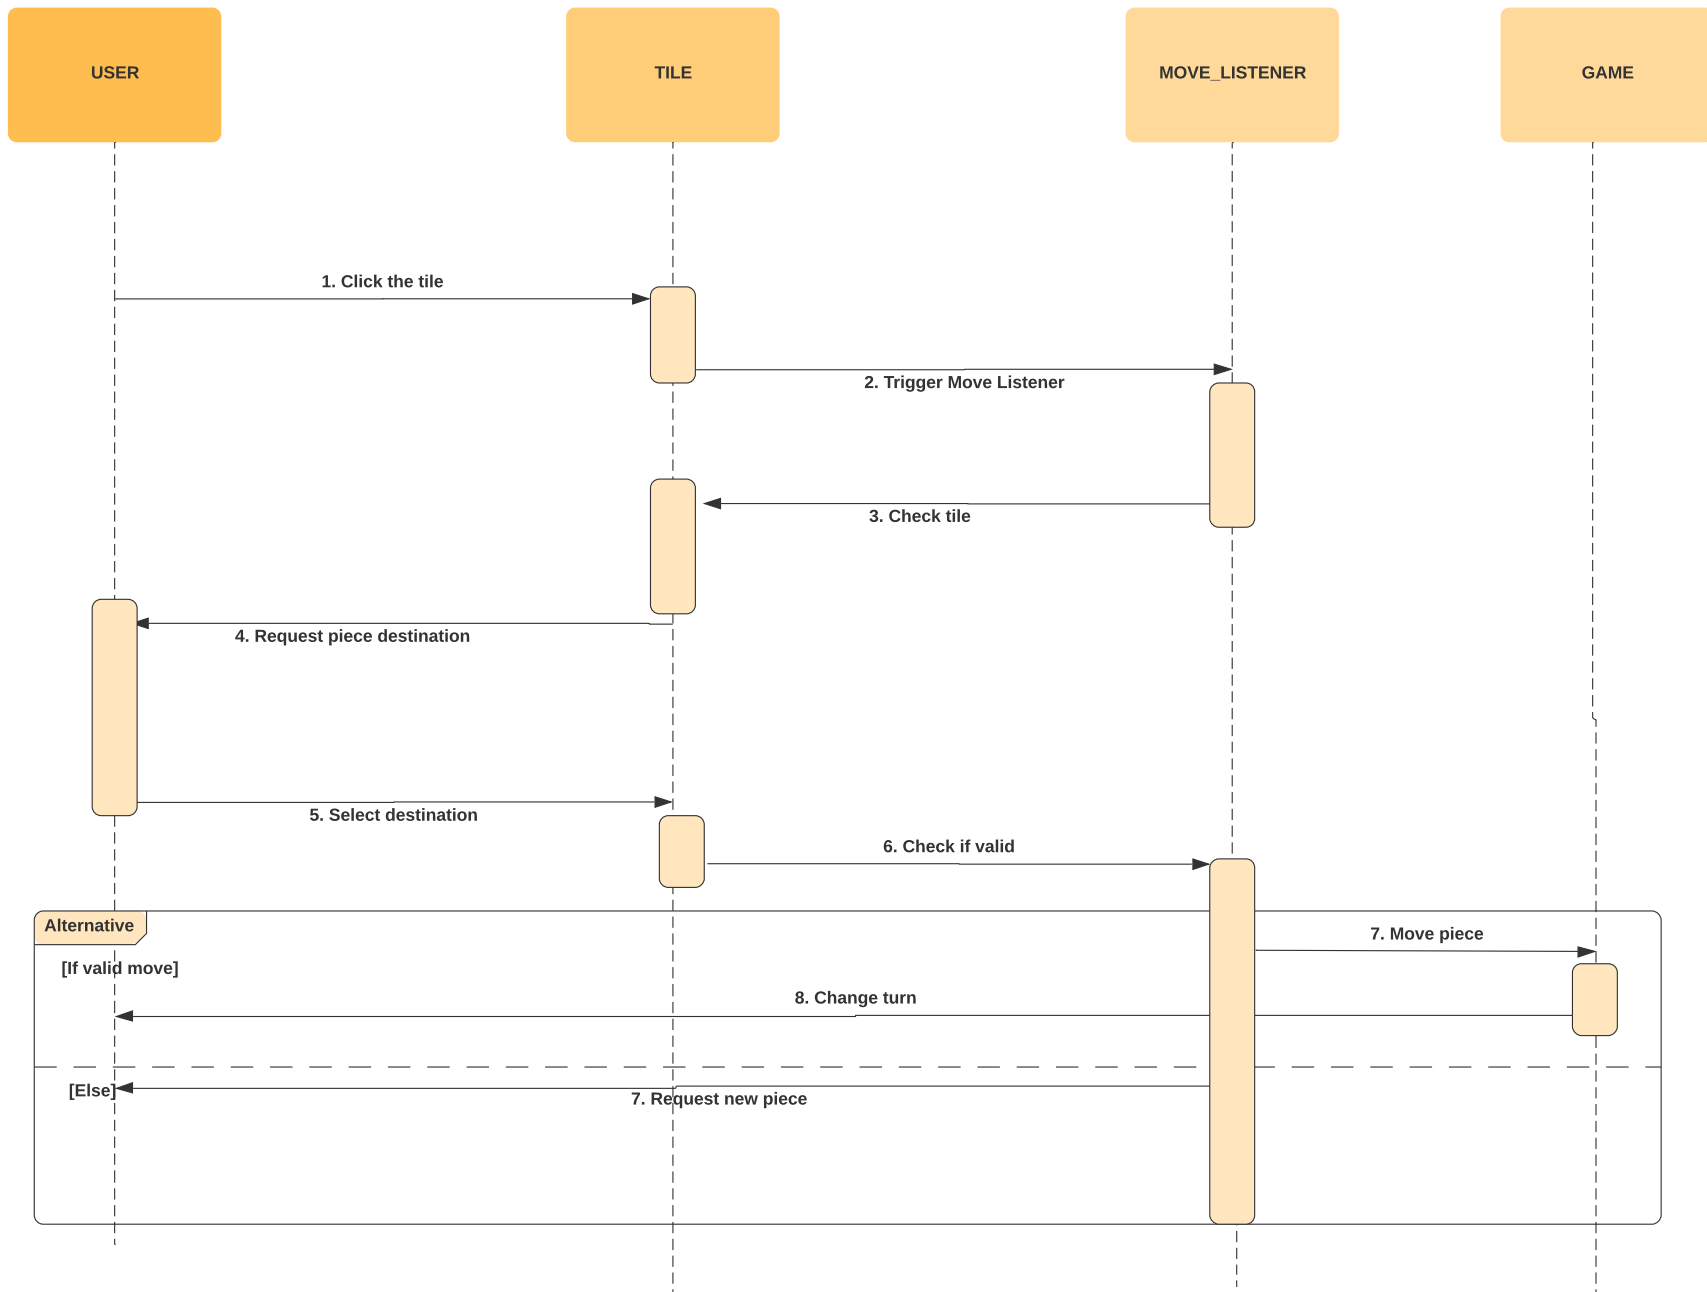 USER
TILE
MOVE_LISTENER
GAME
1. Click the tile
2. Trigger Move Listener
3. Check tile
4. Request piece destination
5. Select destination
6. Check if valid
Alternative
7. Move piece
[If valid move]
8. Change turn
[Else]
7. Request new piece